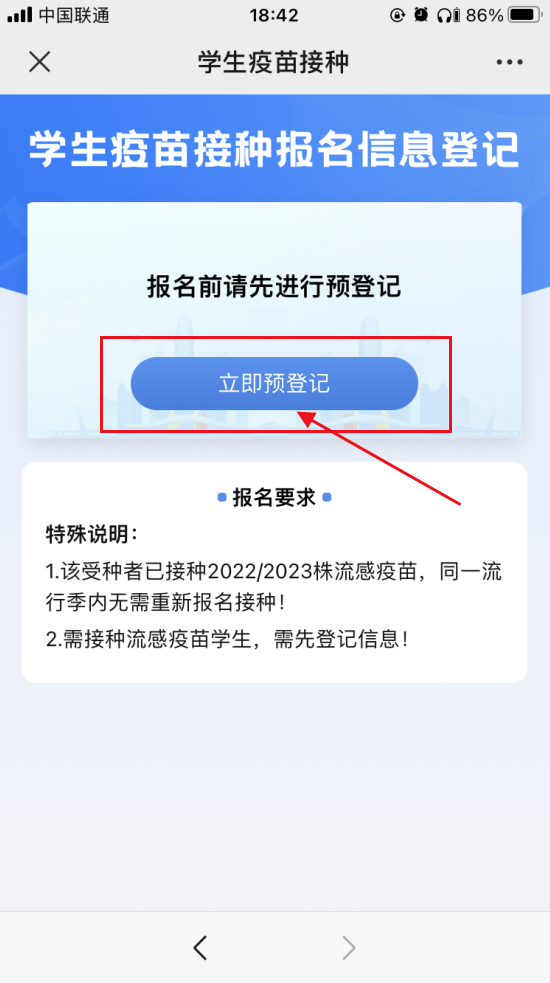 中国联通 18:42 86%
学生疫苗接种
学生疫苗接种报名信息登记
报名前请先进行预登记
立即预登记
报名要求
特殊说明：
1.该受种者已接种2022/2023株流感疫苗，同一流
行季内无需重新报名接种！
2.需接种流感疫苗学生，需先登记信息！